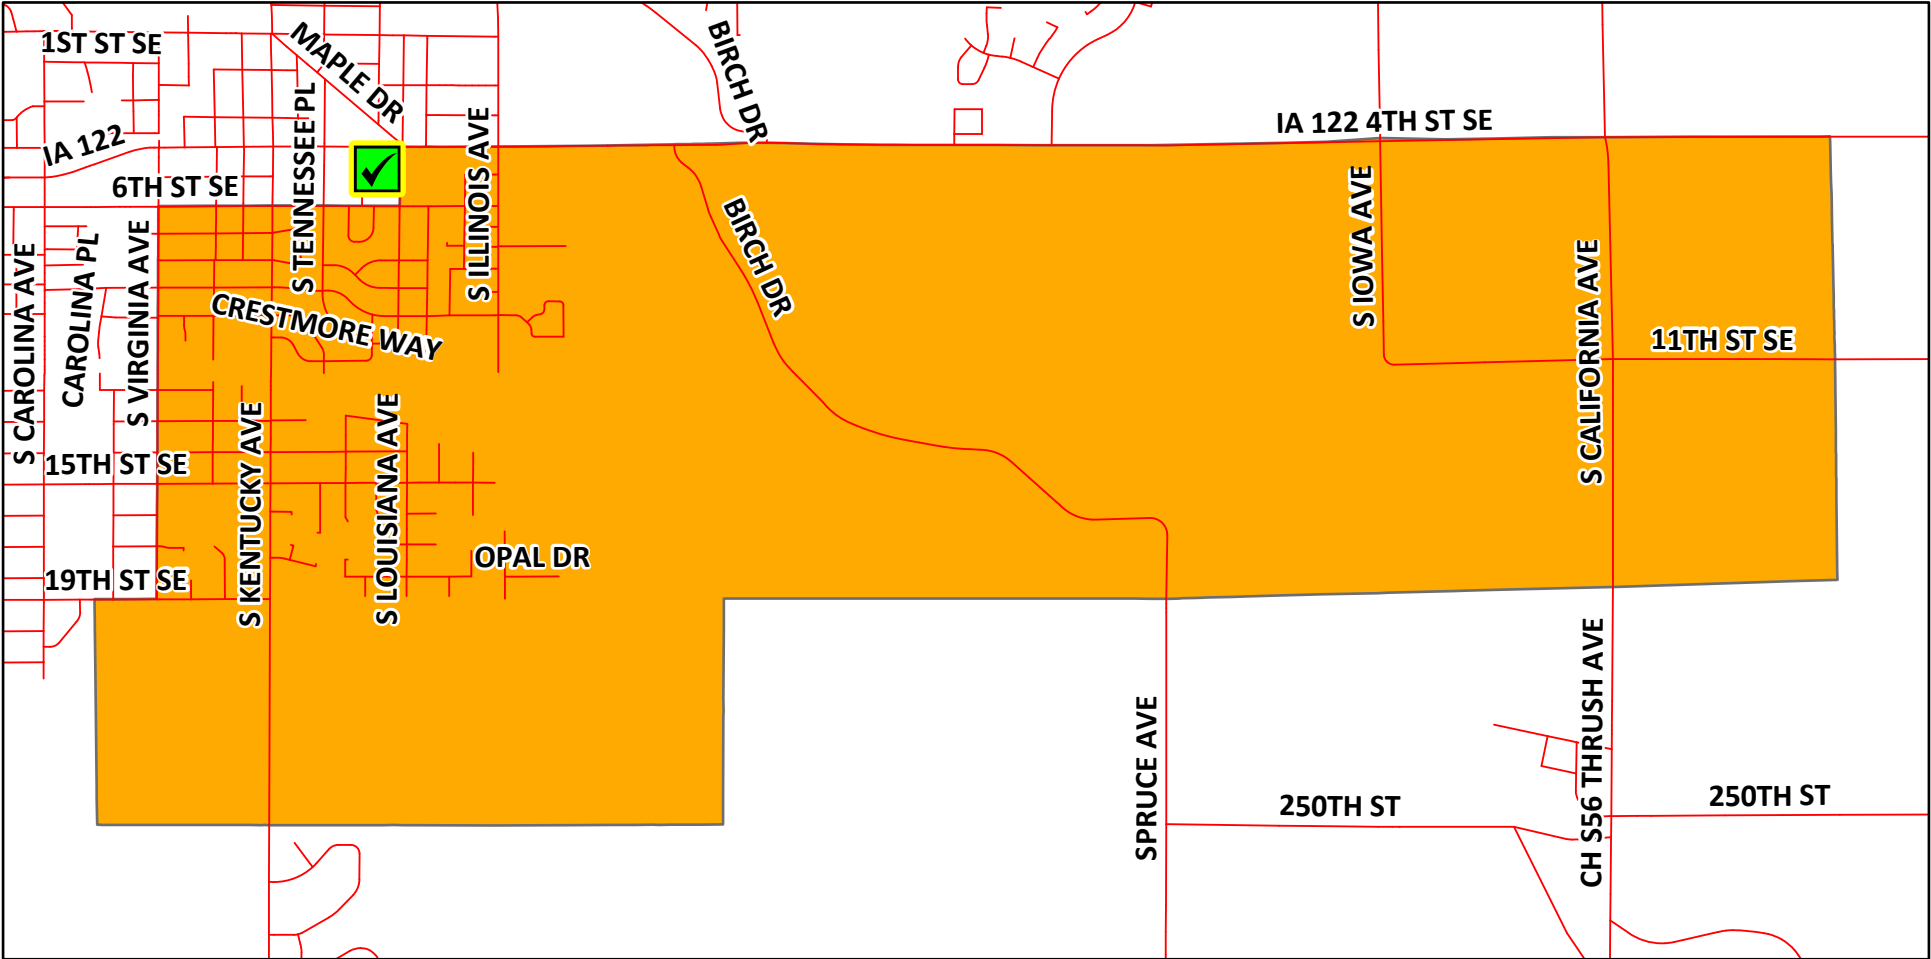 1ST ST SE
MAPLE DR
BIRCH DR
IA 122
IA 122 4TH ST SE
6TH ST SE
S TENNESSEE PL
S ILLINOIS AVE
BIRCH DR
S IOWA AVE
S CAROLINA AVE
CAROLINA PL
S VIRGINIA AVE
CRESTMORE WAY
S CALIFORNIA AVE
11TH ST SE
15TH ST SE
S KENTUCKY AVE
S LOUISIANA AVE
OPAL DR
19TH ST SE
SPRUCE AVE
CH S56 THRUSH AVE
250TH ST
250TH ST